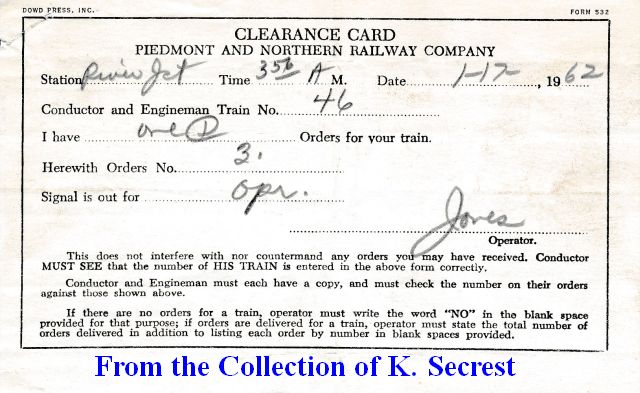 DOWD PRESS, INC.
FORM 532
CLEARANCE CARD
PIEDMONT AND NORTHERN RAILWAY COMPANY
Station River Jct Time 3 56 A M. Date 1-17-, 1962
Conductor and Engineman Train No. 46
I have one D Orders for your train.
Herewith Orders No. 3.
Signal is out for opr.
Jones
Operator.
This does not interfere with nor countermand any orders you may have received. Conductor
MUST SEE that the number of HIS TRAIN is entered in the above form correctly.
Conductor and Engineman must each have a copy, and must check the number on their orders
against those shown above.
If there are no orders for a train, operator must write the word "NO" in the blank space
provided for that purpose; if orders are delivered for a train, operator must state the total number of
orders delivered in addition to listing each order by number in blank spaces provided.
From the Collection of K. Secrest